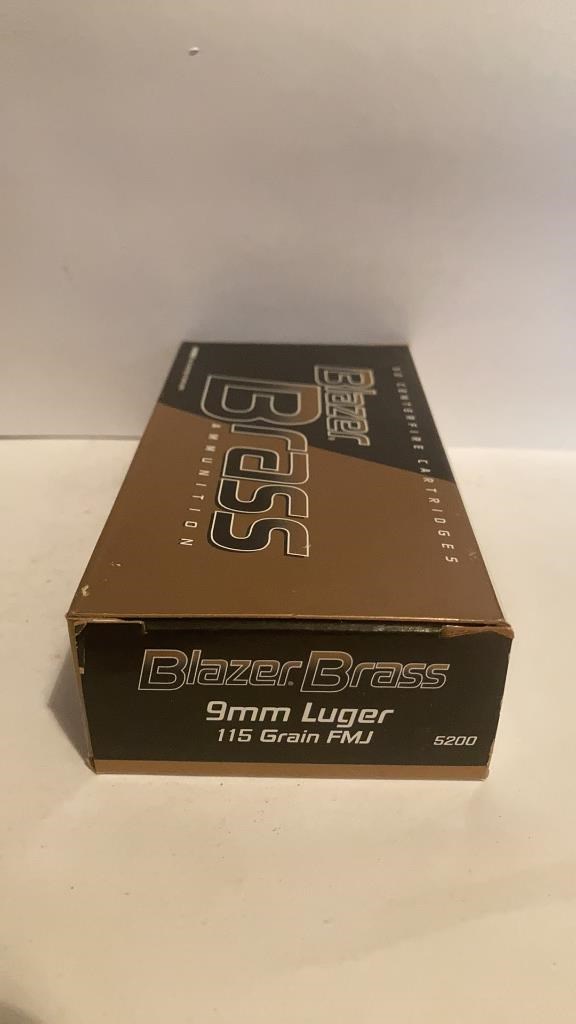 50 CENTERFIRE CARTRIDGES
Blazer
Brass
AMMUNITION
Blazer Brass
9mm Luger
115 Grain FMJ
5200